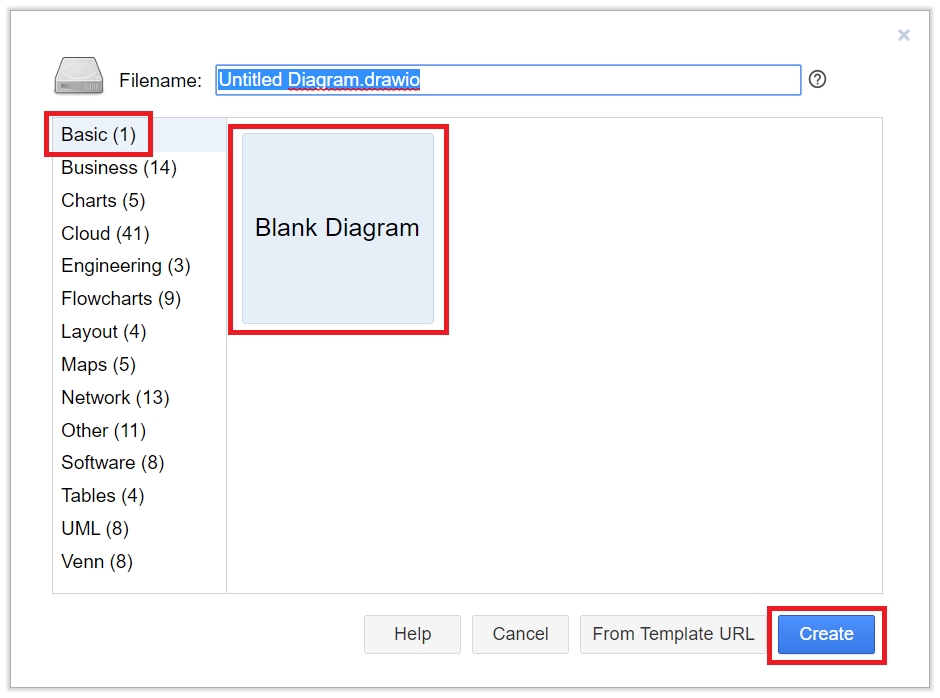 Filename: Untitled Diagram.drawio
Basic (1)
Business (14)
Charts (5)
Cloud (41)
Engineering (3)
Flowcharts (9)
Layout (4)
Maps (5)
Network (13)
Other (11)
Software (8)
Tables (4)
UML (8)
Venn (8)
Blank Diagram
Help Cancel From Template URL Create